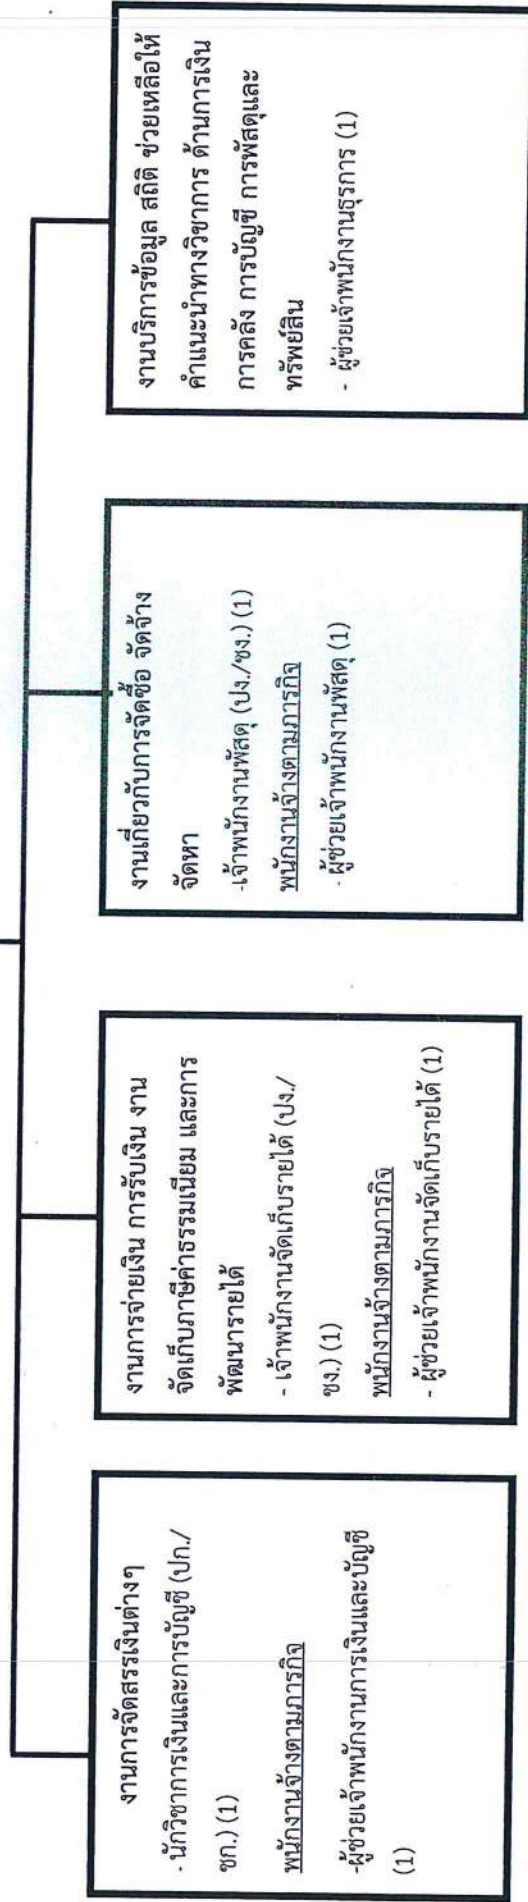 งานการจัดสรรเงินต่างๆ
- นักวิชาการเงินและการบัญชี (ปก./
ชก.) (1)
พนักงานจ้างตามภารกิจ
-ผู้ช่วยเจ้าพนักงานการเงินและบัญชี
(1)
งานการจ่ายเงิน การรับเงิน งาน
จัดเก็บภาษีค่าธรรมเนียม และการ
พัฒนารายได้
- เจ้าพนักงานจัดเก็บรายได้ (ปง./
ชง.) (1)
พนักงานจ้างตามภารกิจ
- ผู้ช่วยเจ้าพนักงานจัดเก็บรายได้ (1)
งานเกี่ยวกับการจัดซื้อ จัดจ้าง
จัดหา
-เจ้าพนักงานพัสดุ (ปง./ชง.) (1)
พนักงานจ้างตามภารกิจ
- ผู้ช่วยเจ้าพนักงานพัสดุ (1)
งานบริการข้อมูล สถิติ ช่วยเหลือให้
คำแนะนำทางวิชาการ ด้านการเงิน
การคลัง การบัญชี การพัสดุและ
ทรัพย์สิน
- ผู้ช่วยเจ้าพนักงานธุรการ (1)